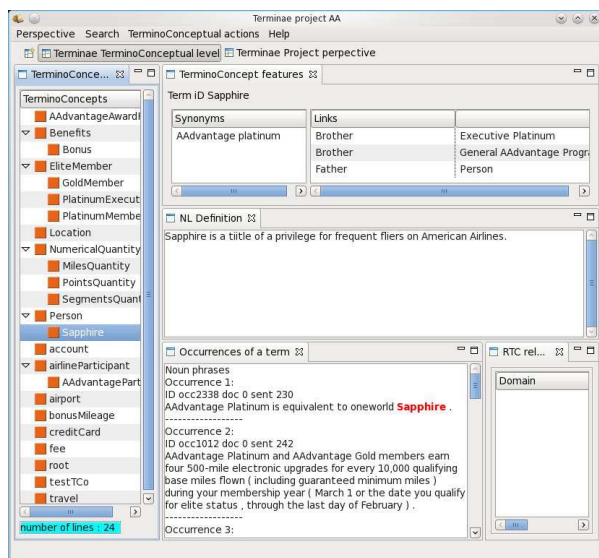 Terminae project AA
Perspective Search TerminoConceptual actions Help
Terminae TerminoConceptual level Terminae Project perpective
TerminoConce...
TerminoConcepts
AAdvantageAward
Benefits
Bonus
EliteMember
GoldMember
PlatinumExecut
PlatinumMembe
Location
NumericalQuantity
MilesQuantity
PointsQuantity
SegmentsQuant
Person
Sapphire
account
airlineParticipant
AAdvantagePart
airport
bonusMileage
creditCard
fee
root
testTCo
travel
number of lines : 24
TerminoConcept features
Term iD Sapphire
Synonyms Links
AAdvantage platinum Brother Executive Platinum
Brother General AAdvantage Progra
Father Person
NL Definition
Sapphire is a tiitle of a privilege for frequent fliers on American Airlines.
Occurrences of a term
Noun phrases
Occurrence 1:
ID occ2338 doc 0 sent 230
AAdvantage Platinum is equivalent to oneworld Sapphire .
------------------
Occurrence 2:
ID occ1012 doc 0 sent 242
AAdvantage Platinum and AAdvantage Gold members earn
four 500-mile electronic upgrades for every 10,000 qualifying
base miles flown ( including guaranteed minimum miles )
during your membership year ( March 1 or the date you qualify
for elite status , through the last day of February ) .
------------------
Occurrence 3:
RTC rel...
Domain